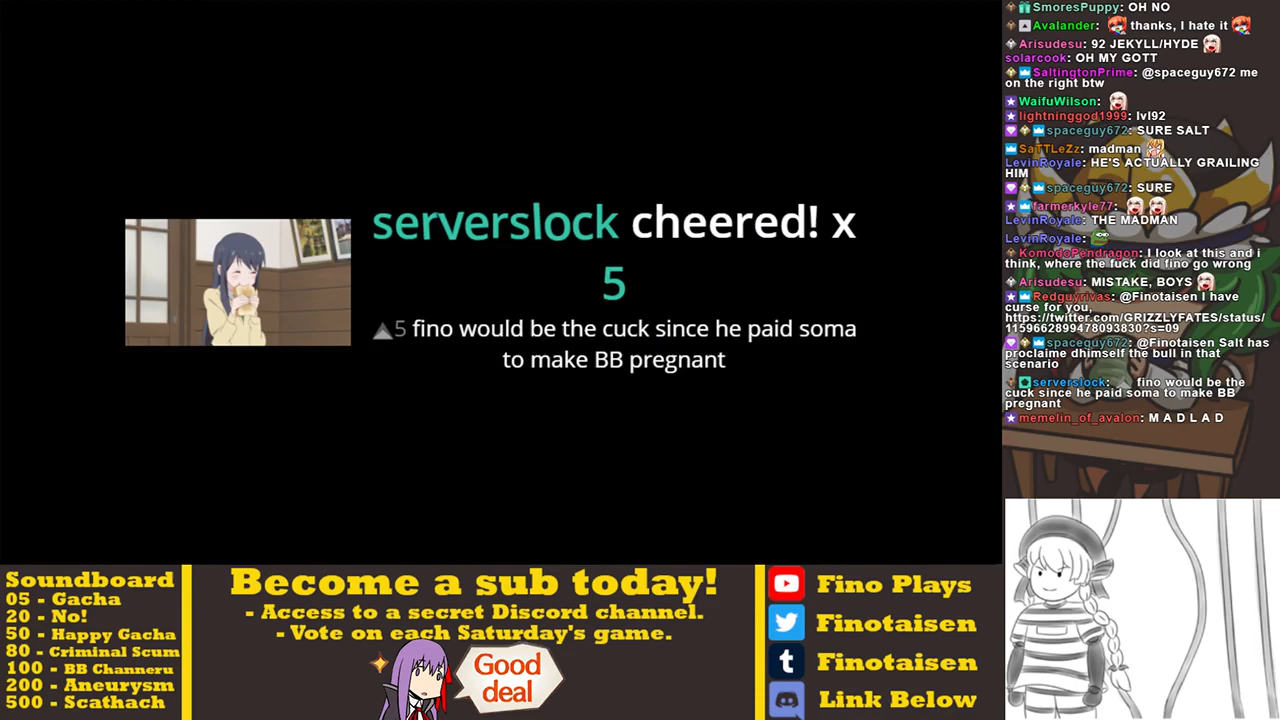 serverslock cheered! x
5
5 fino would be the cuck since he paid soma
to make BB pregnant
SmoresPuppy: OH NO
Avalander: thanks, I hate it
Arisudesu: 92 JEKYLL/HYDE
solarcook: OH MY GOTT
SaltingtonPrime: @spaceguy672 me
on the right btw
WaifuWilson:
lightninggod1999: lvl92
spaceguy672: SURE SALT
SaTTLeZz: madman
LevinRoyale: HE'S ACTUALLY GRAILING
HIM
spaceguy672: SURE
farmerkyle77:
LevinRoyale: THE MADMAN
LevinRoyale:
KomodoPendragon: I look at this and i
think, where the fuck did fino go wrong
Arisudesu: MISTAKE, BOYS
Redguyrivas: @Finotaisen I have
curse for you,
https://twitter.com/GRIZZLYFATES/status/
1159662899478093830?s=09
spaceguy672: @Finotaisen Salt has
proclaime dhimself the bull in that
scenario
serverslock: fino would be the
cuck since he paid soma to make BB
pregnant
memelin_of_avalon: M A D L A D
Soundboard
05 - Gacha
20 - No!
50 - Happy Gacha
80 - Criminal Scum
100 - BB Channeru
200 - Aneurysm
500 - Scathach
Become a sub today!
- Access to a secret Discord channel.
- Vote on each Saturday's game.
Good
deal
Fino Plays
Finotaisen
Finotaisen
Link Below